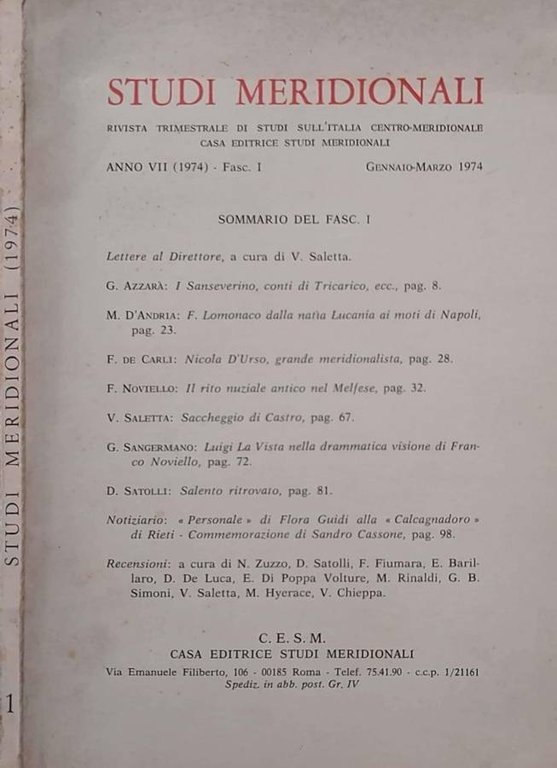 STUDI MERIDIONALI
RIVISTA TRIMESTRALE DI STUDI SULL'ITALIA CENTRO-MERIDIONALE
CASA EDITRICE STUDI MERIDIONALI
ANNO VII (1974) - Fasc. I GENNAIO-MARZO 1974
SOMMARIO DEL FASC. I
Lettere al Direttore, a cura di V. Saletta.
G. AZZARÀ: I Sanseverino, conti di Tricarico, ecc., pag. 8.
M. D'ANDRIA: F. Lomonaco dalla natìa Lucania ai moti di Napoli,
pag. 23.
F. DE CARLI: Nicola D'Urso, grande meridionalista, pag. 28.
F. NOVIELLO: Il rito nuziale antico nel Melfese, pag. 32.
V. SALETTA: Saccheggio di Castro, pag. 67.
G. SANGERMANO: Luigi La Vista nella drammatica visione di Fran-
co Noviello, pag. 72.
D. SATOLLI: Salento ritrovato, pag. 81.
Notiziario: « Personale » di Flora Guidi alla « Calcagnadoro »
di Rieti - Commemorazione di Sandro Cassone, pag. 98.
Recensioni: a cura di N. Zuzzo, D. Satolli, F. Fiumara, E. Baril-
laro, D. De Luca, E. Di Poppa Volture, M. Rinaldi, G. B.
Simoni, V. Saletta, M. Hyerace, V. Chieppa.
C. E. S. M.
CASA EDITRICE STUDI MERIDIONALI
Via Emanuele Filiberto, 106 - 00185 Roma - Telef. 75.41.90 - c.c.p. 1/21161
Spediz. in abb. post. Gr, IV
STUDI MERIDIONALI (1974)
1